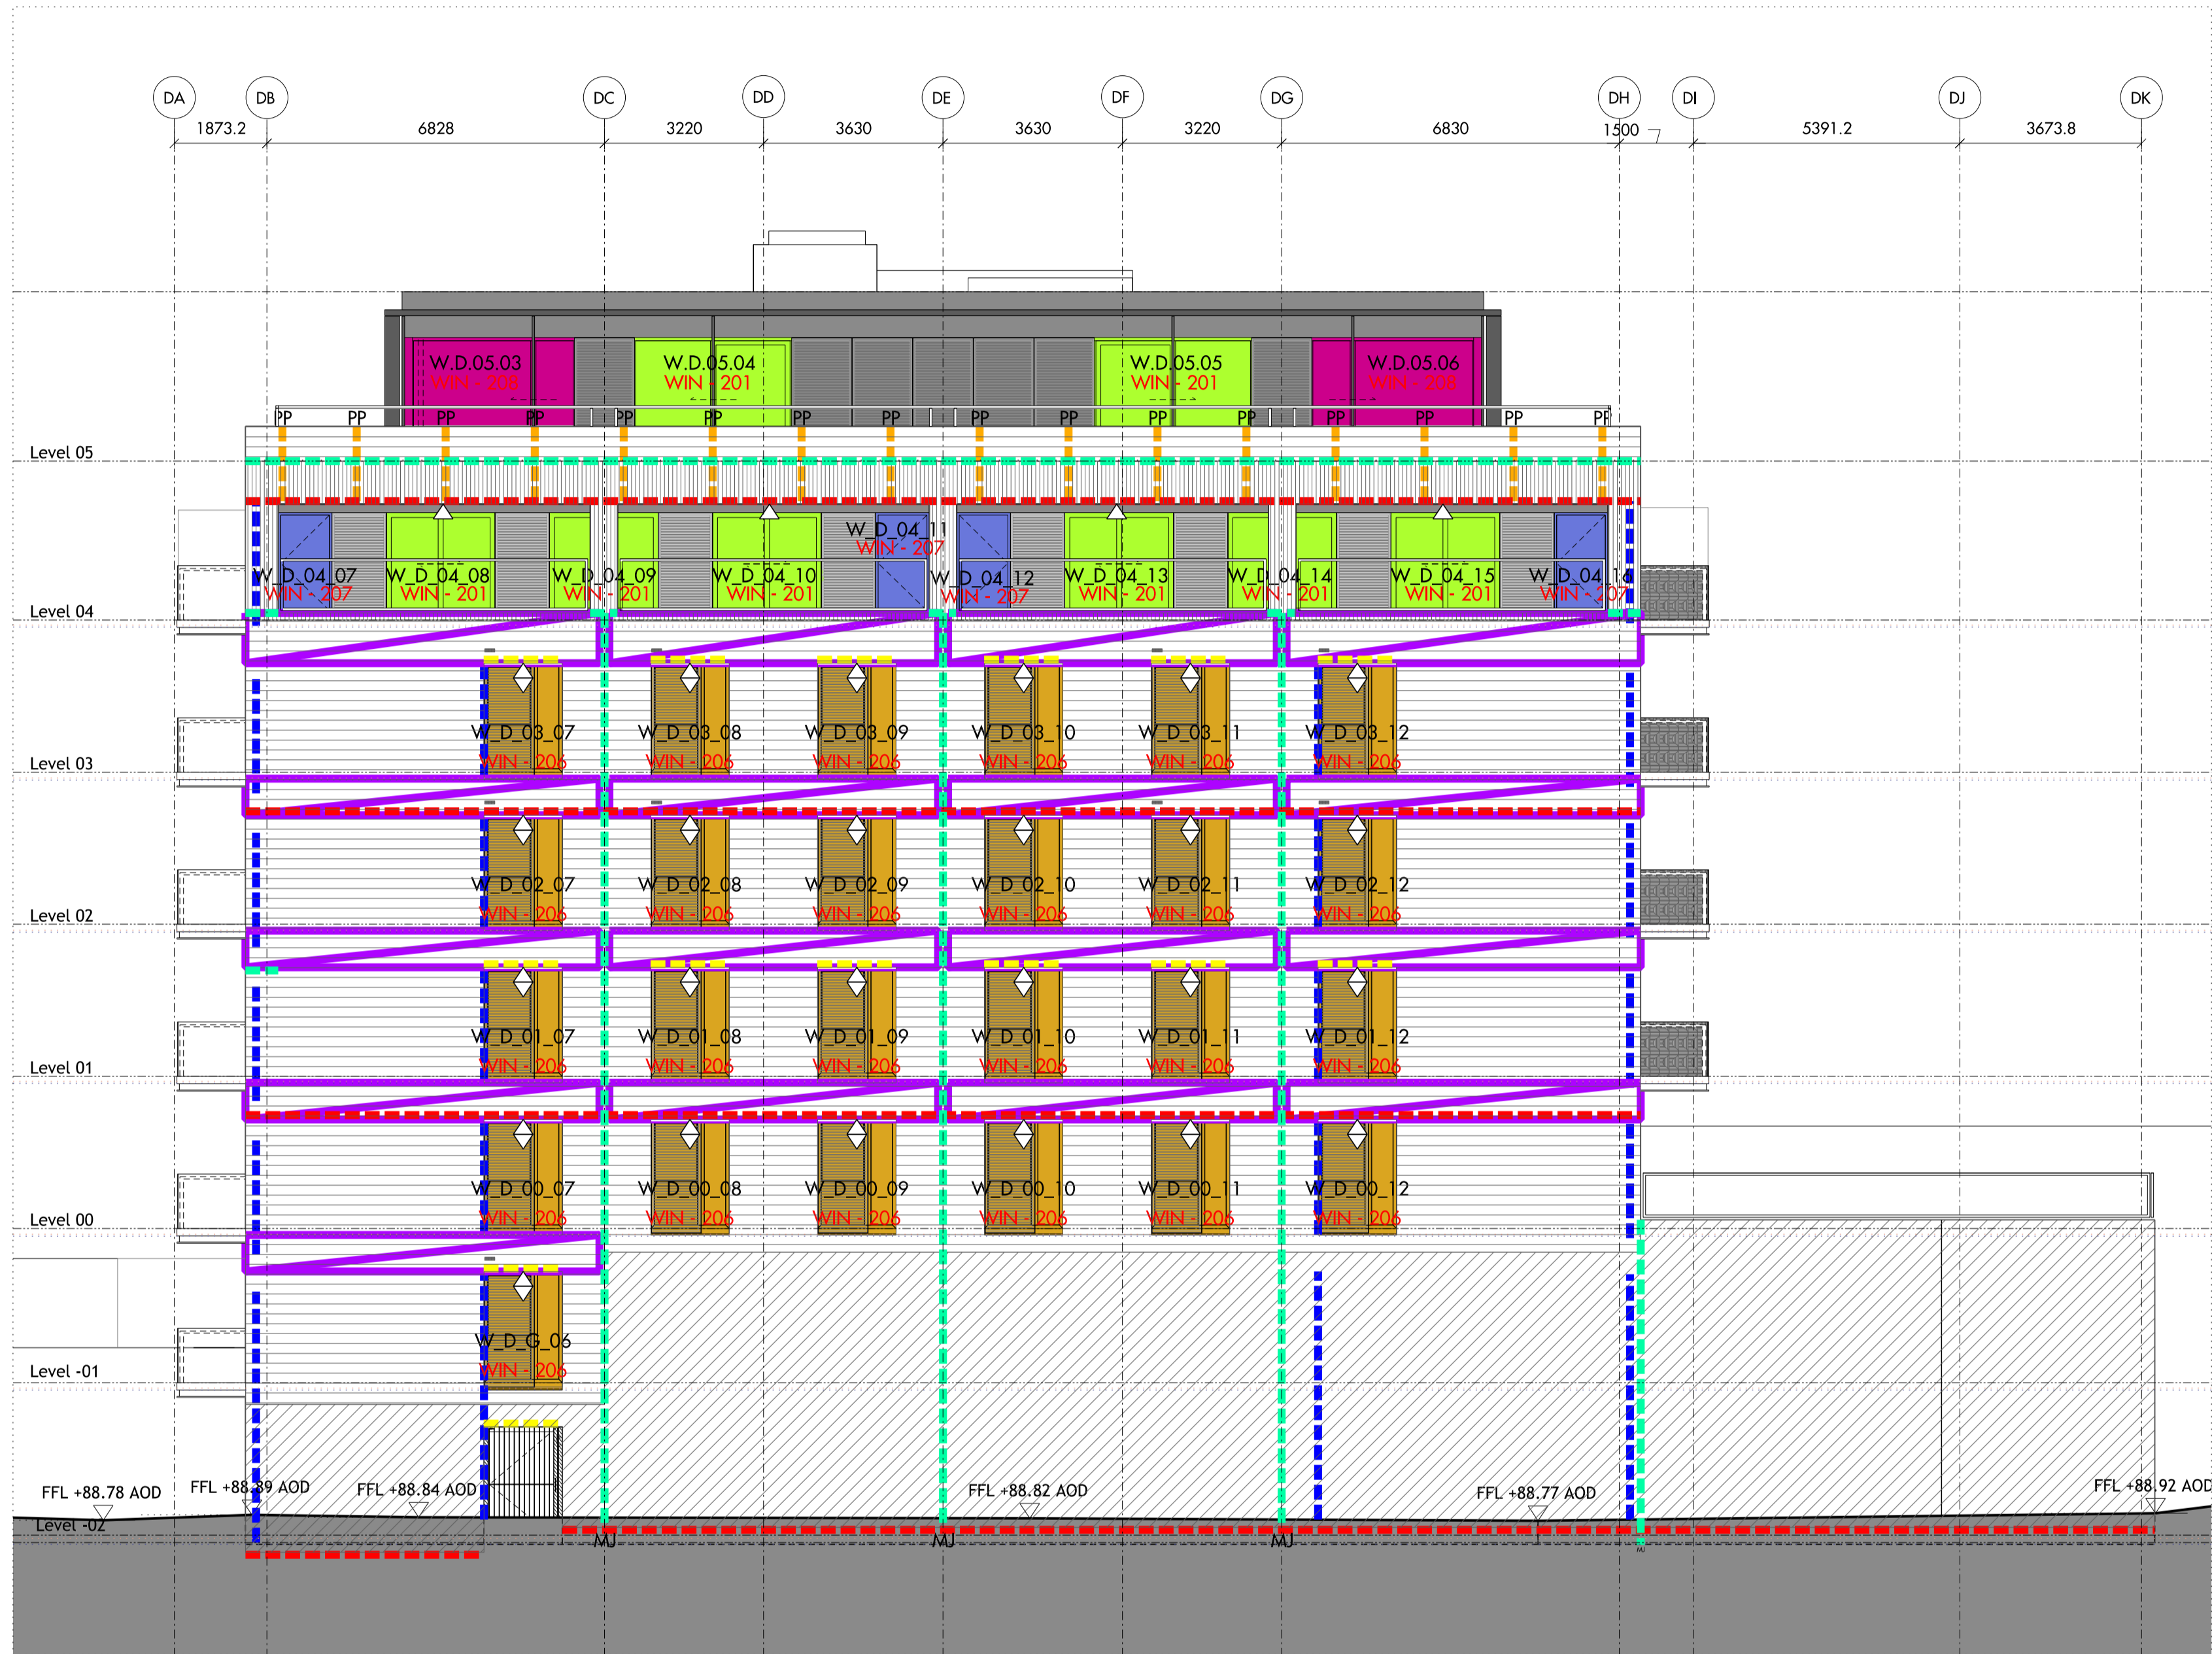 DA DB DC DD DE DF DG DH DI DJ DK
1873.2 6828 3220 3630 3630 3220 6830 1500 5391.2 3673.8
W.D.05.03 W.D.05.04 W.D.05.05 W.D.05.06
WIN - 208 WIN - 201 WIN - 201 WIN - 208
PP PP PP PP PP PP PP PP PP PP PP PP PP PP PP PP
Level 05
W_D_04_11
WIN - 207
W_D_04_07 W_D_04_08 W_D_04_09 W_D_04_10 W_D_04_12 W_D_04_13 W_D_04_14 W_D_04_15 W_D_04_16
WIN - 207 WIN - 201 WIN - 201 WIN - 201 WIN - 207 WIN - 201 WIN - 201 WIN - 201 WIN - 207
Level 04
W_D_03_07 W_D_03_08 W_D_03_09 W_D_03_10 W_D_03_11 W_D_03_12
Level 03 WIN - 206 WIN - 206 WIN - 206 WIN - 206 WIN - 206 WIN - 206
W_D_02_07 W_D_02_08 W_D_02_09 W_D_02_10 W_D_02_11 W_D_02_12
Level 02 WIN - 206 WIN - 206 WIN - 206 WIN - 206 WIN - 206 WIN - 206
W_D_01_07 W_D_01_08 W_D_01_09 W_D_01_10 W_D_01_11 W_D_01_12
Level 01 WIN - 206 WIN - 206 WIN - 206 WIN - 206 WIN - 206 WIN - 206
W_D_00_07 W_D_00_08 W_D_00_09 W_D_00_10 W_D_00_11 W_D_00_12
Level 00 WIN - 206 WIN - 206 WIN - 206 WIN - 206 WIN - 206 WIN - 206
W_D_G_06
Level -01 WIN - 206
FFL +88.78 AOD FFL +88.89 AOD FFL +88.84 AOD FFL +88.82 AOD FFL +88.77 AOD FFL +88.92 AOD
Level -02
MJ MJ MJ MJ